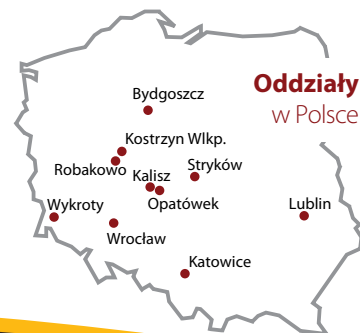 Oddziały
w Polsce
Bydgoszcz
Kostrzyn Wlkp.
Robakowo
Kalisz
Stryków
Opatówek
Wykroty
Wrocław
Lublin
Katowice